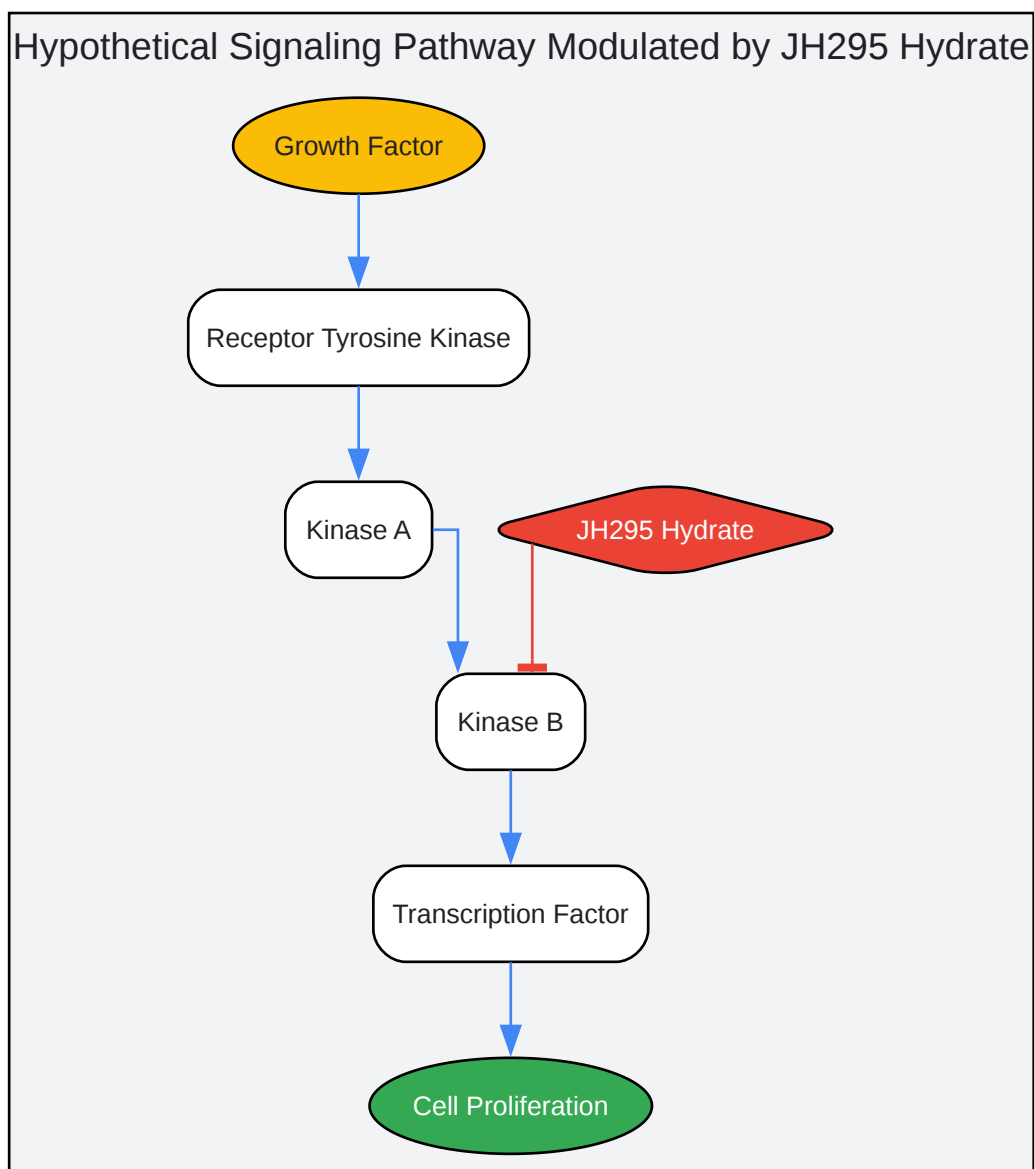 Hypothetical Signaling Pathway Modulated by JH295 Hydrate
Growth Factor
Receptor Tyrosine Kinase
Kinase A
JH295 Hydrate
Kinase B
Transcription Factor
Cell Proliferation